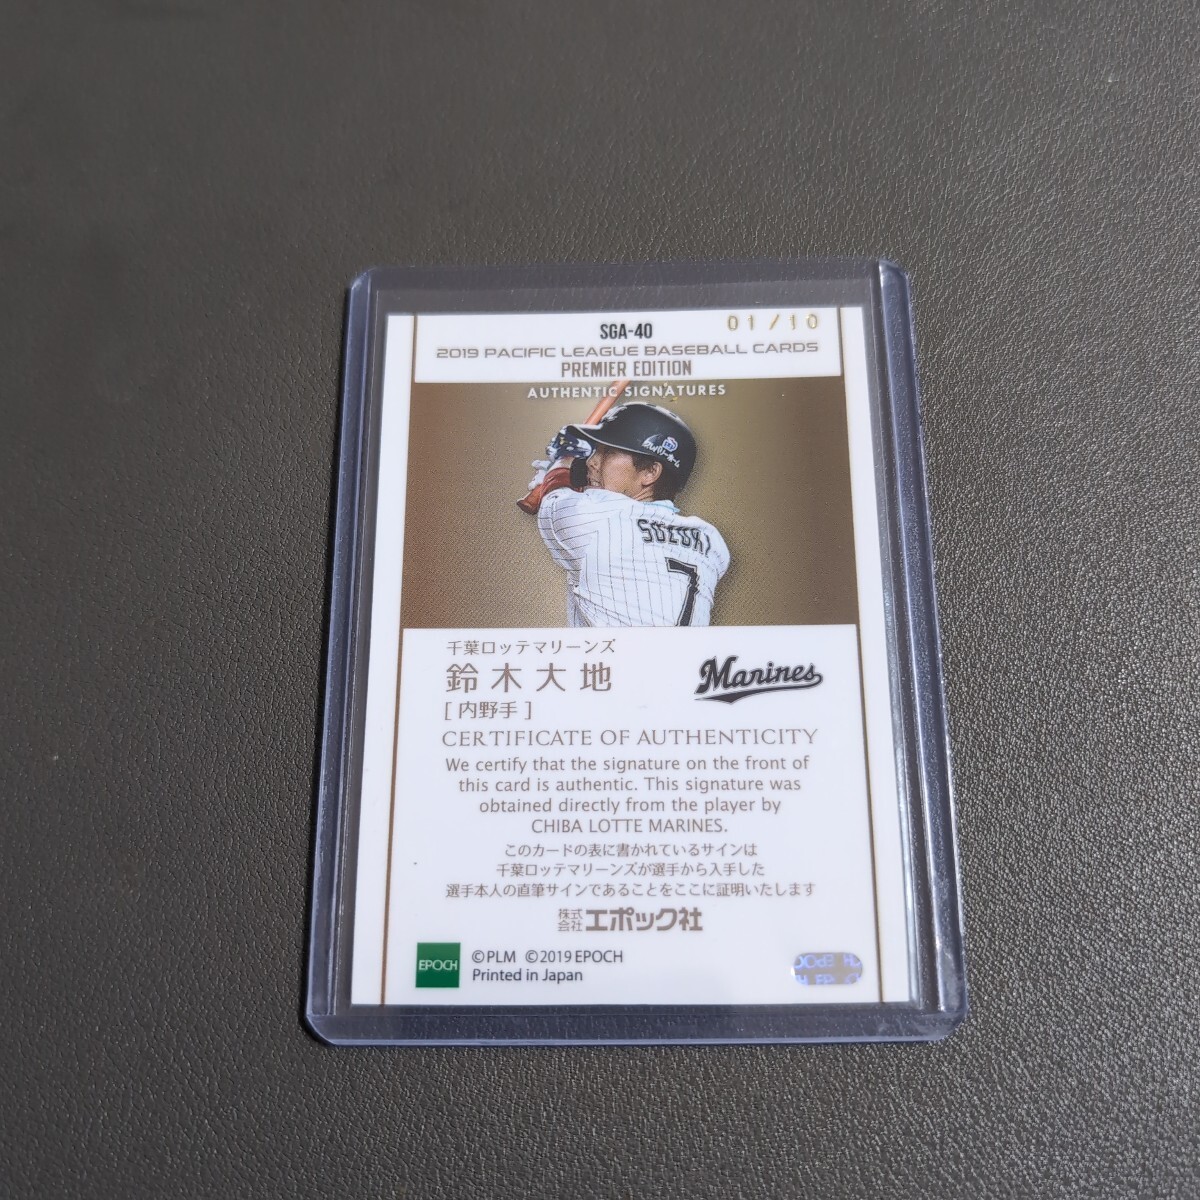 SGA-40
01/10
2019 PACIFIC LEAGUE BASEBALL CARDS
PREMIER EDITION
AUTHENTIC SIGNATURES
SUZUKI
7
千葉ロッテマリーンズ
鈴木大地
[内野手]
Marines
CERTIFICATE OF AUTHENTICITY
We certify that the signature on the front of
this card is authentic. This signature was
obtained directly from the player by
CHIBA LOTTE MARINES.
このカードの表に書かれているサインは
千葉ロッテマリーンズが選手から入手した
選手本人の直筆サインであることをここに証明いたします
株式会社エポック社
EPOCH
©PLM ©2019 EPOCH
Printed in Japan